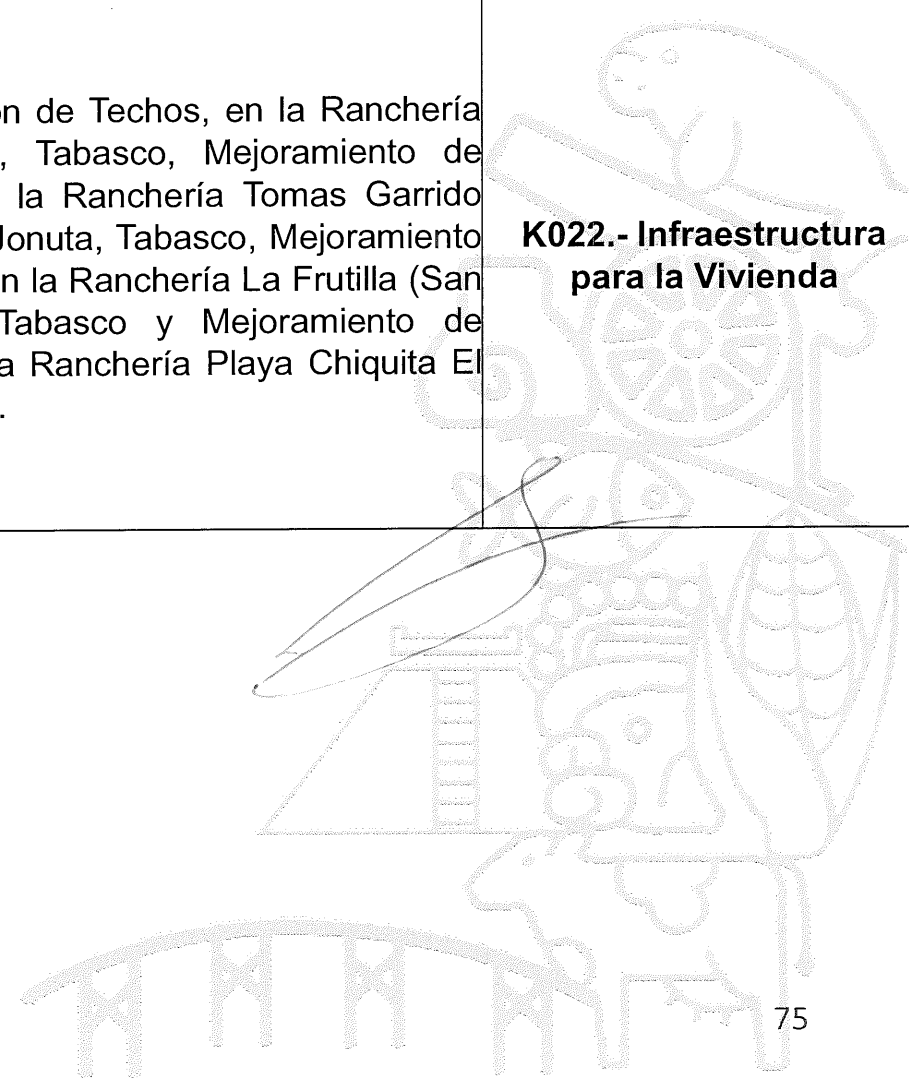 ón de Techos, en la Ranchería
, Tabasco, Mejoramiento de
la Ranchería Tomas Garrido
Jonuta, Tabasco, Mejoramiento
n la Ranchería La Frutilla (San
Tabasco y Mejoramiento de
a Ranchería Playa Chiquita El
.
K022.- Infraestructura
para la Vivienda
75